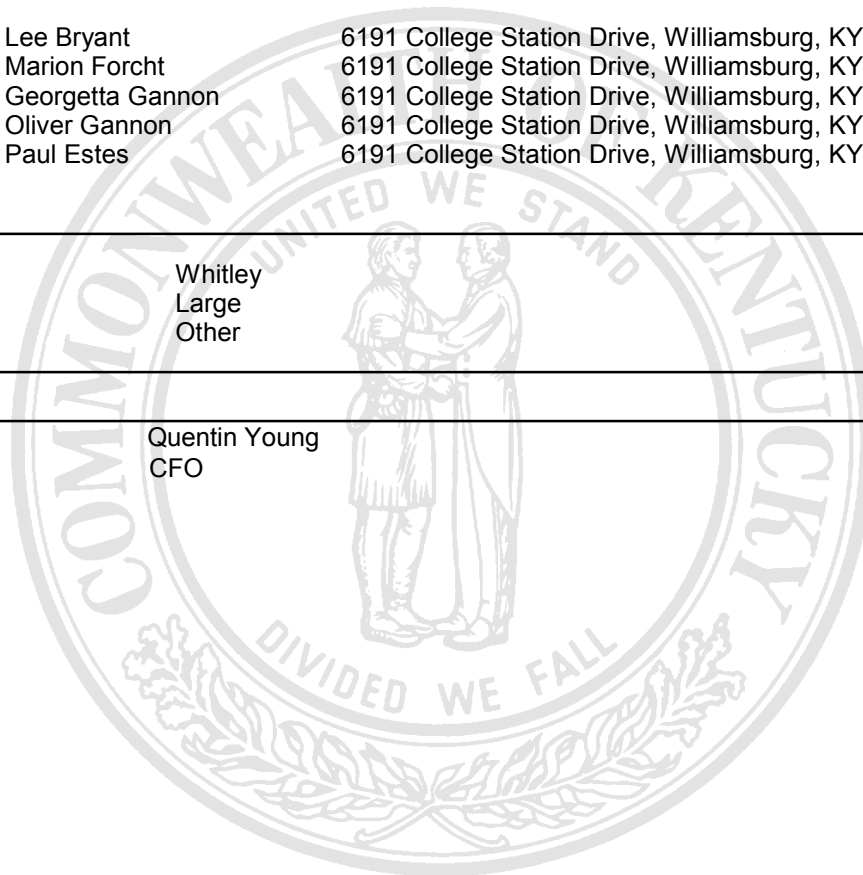 Lee Bryant 6191 College Station Drive, Williamsburg, KY
Marion Forcht 6191 College Station Drive, Williamsburg, KY
Georgetta Gannon 6191 College Station Drive, Williamsburg, KY
Oliver Gannon 6191 College Station Drive, Williamsburg, KY
Paul Estes 6191 College Station Drive, Williamsburg, KY
COMMONWEALTH OF KENTUCKY
UNITED WE STAND
Whitley
Large
Other
Quentin Young
CFO
DIVIDED WE FALL